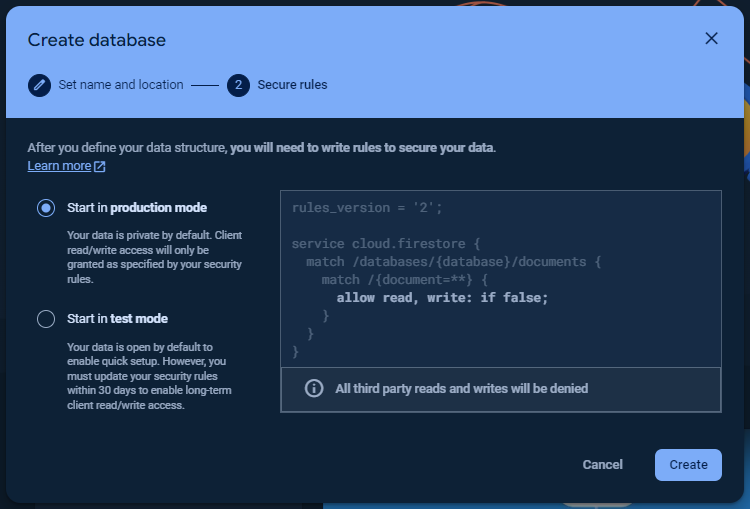 Create database
Set name and location
2 Secure rules
After you define your data structure, you will need to write rules to secure your data.
Learn more
Start in production mode
Your data is private by default. Client
read/write access will only be
granted as specified by your security
rules.
Start in test mode
Your data is open by default to
enable quick setup. However, you
must update your security rules
within 30 days to enable long-term
client read/write access.
rules_version = '2';
service cloud.firestore {
match /databases/{database}/documents {
match /{document=**} {
allow read, write: if false;
}
}
}
All third party reads and writes will be denied
Cancel
Create